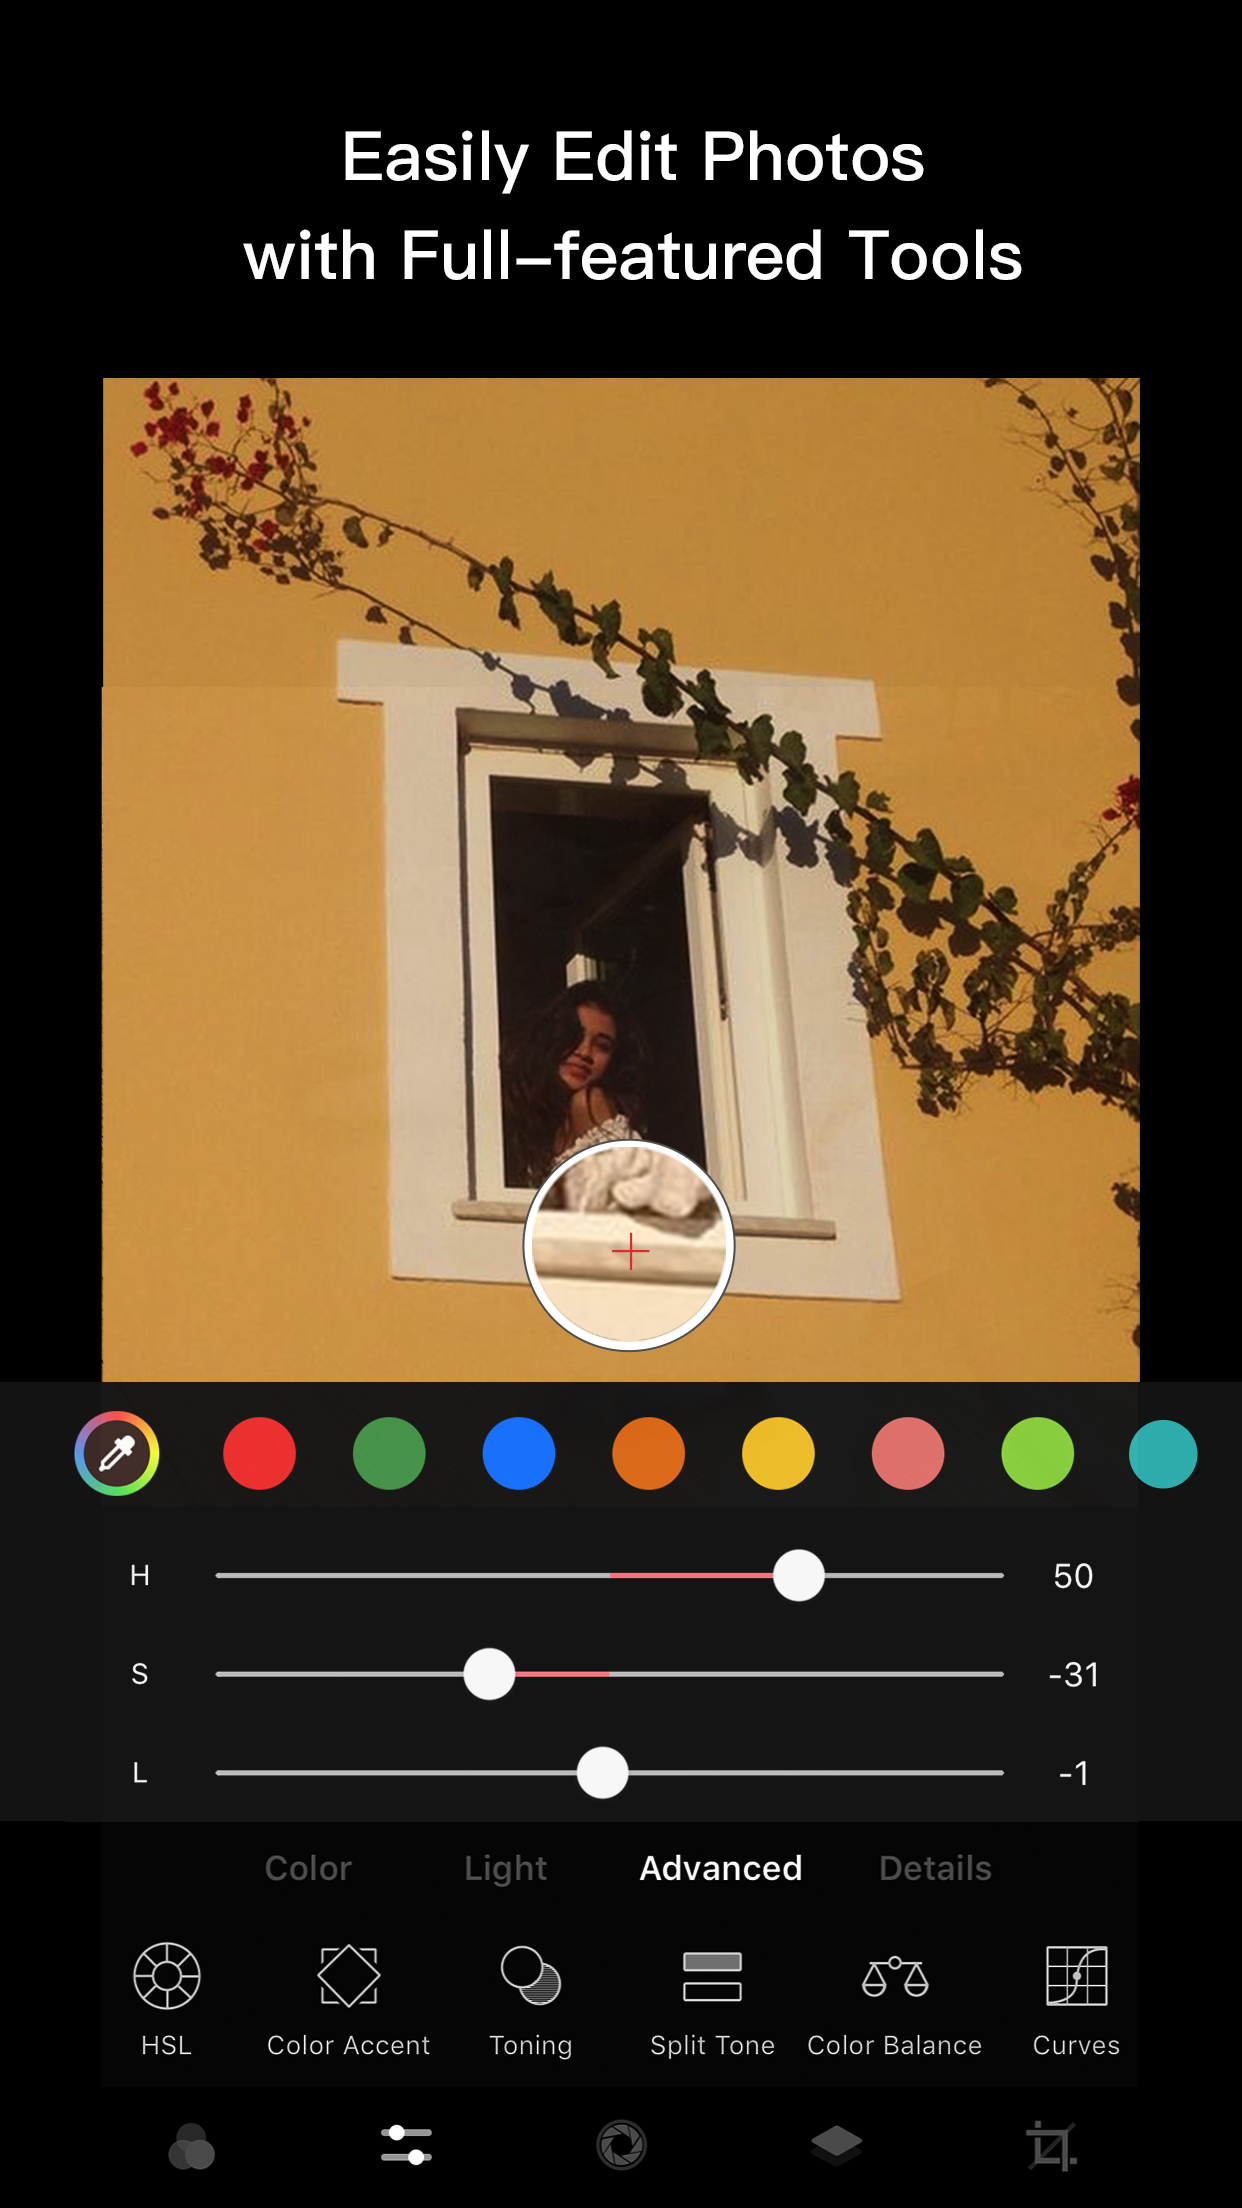 Easily Edit Photos
with Full-featured Tools
H 50
S -31
L -1
Color Light Advanced Details
HSL Color Accent Toning Split Tone Color Balance Curves